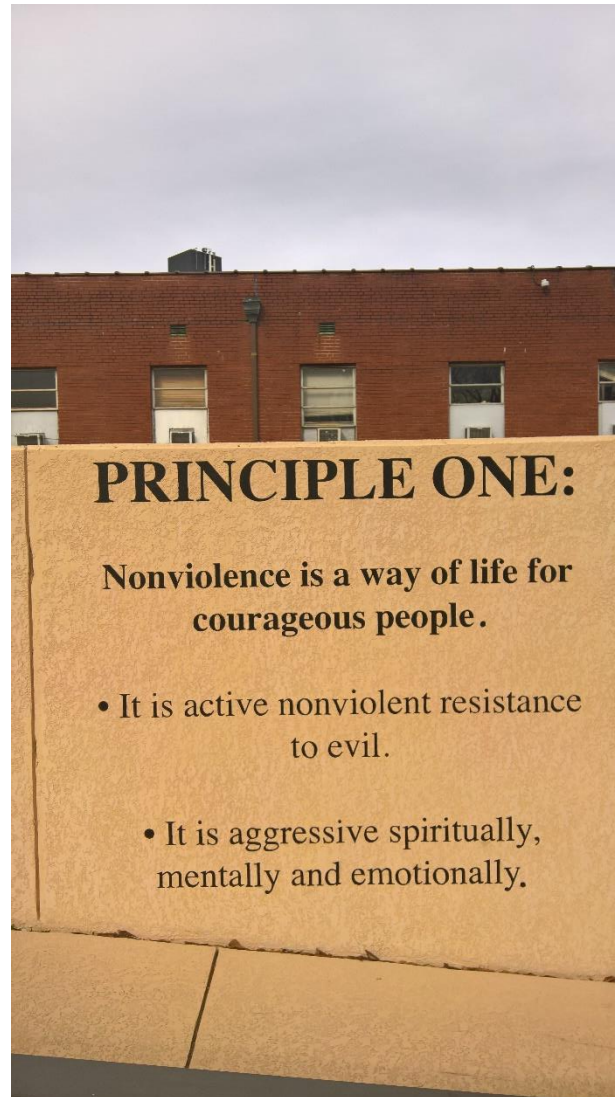 PRINCIPLE ONE:
Nonviolence is a way of life for
courageous people.
• It is active nonviolent resistance
to evil.
• It is aggressive spiritually,
mentally and emotionally.